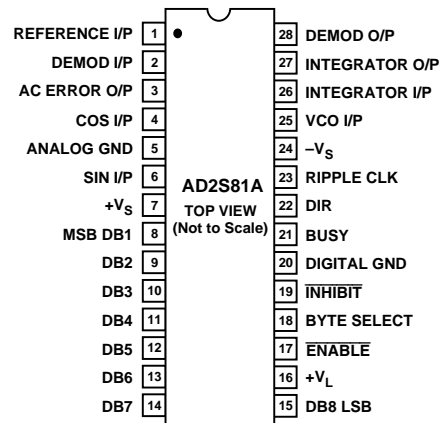 REFERENCE I/P 1
DEMOD I/P 2
AC ERROR O/P 3
COS I/P 4
ANALOG GND 5
SIN I/P 6
+VS 7
MSB DB1 8
DB2 9
DB3 10
DB4 11
DB5 12
DB6 13
DB7 14
AD2S81A
TOP VIEW
(Not to Scale)
28 DEMOD O/P
27 INTEGRATOR O/P
26 INTEGRATOR I/P
25 VCO I/P
24 –VS
23 RIPPLE CLK
22 DIR
21 BUSY
20 DIGITAL GND
19 INHIBIT
18 BYTE SELECT
17 ENABLE
16 +VL
15 DB8 LSB